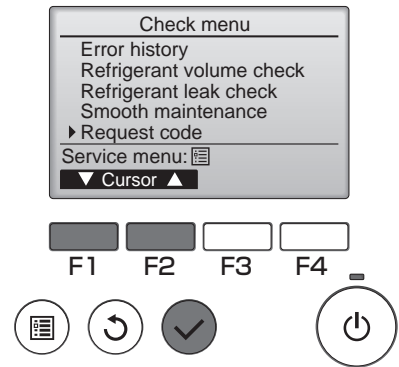 Check menu
Error history
Refrigerant volume check
Refrigerant leak check
Smooth maintenance
Request code
Service menu:
▼ Cursor ▲
F1 F2 F3 F4